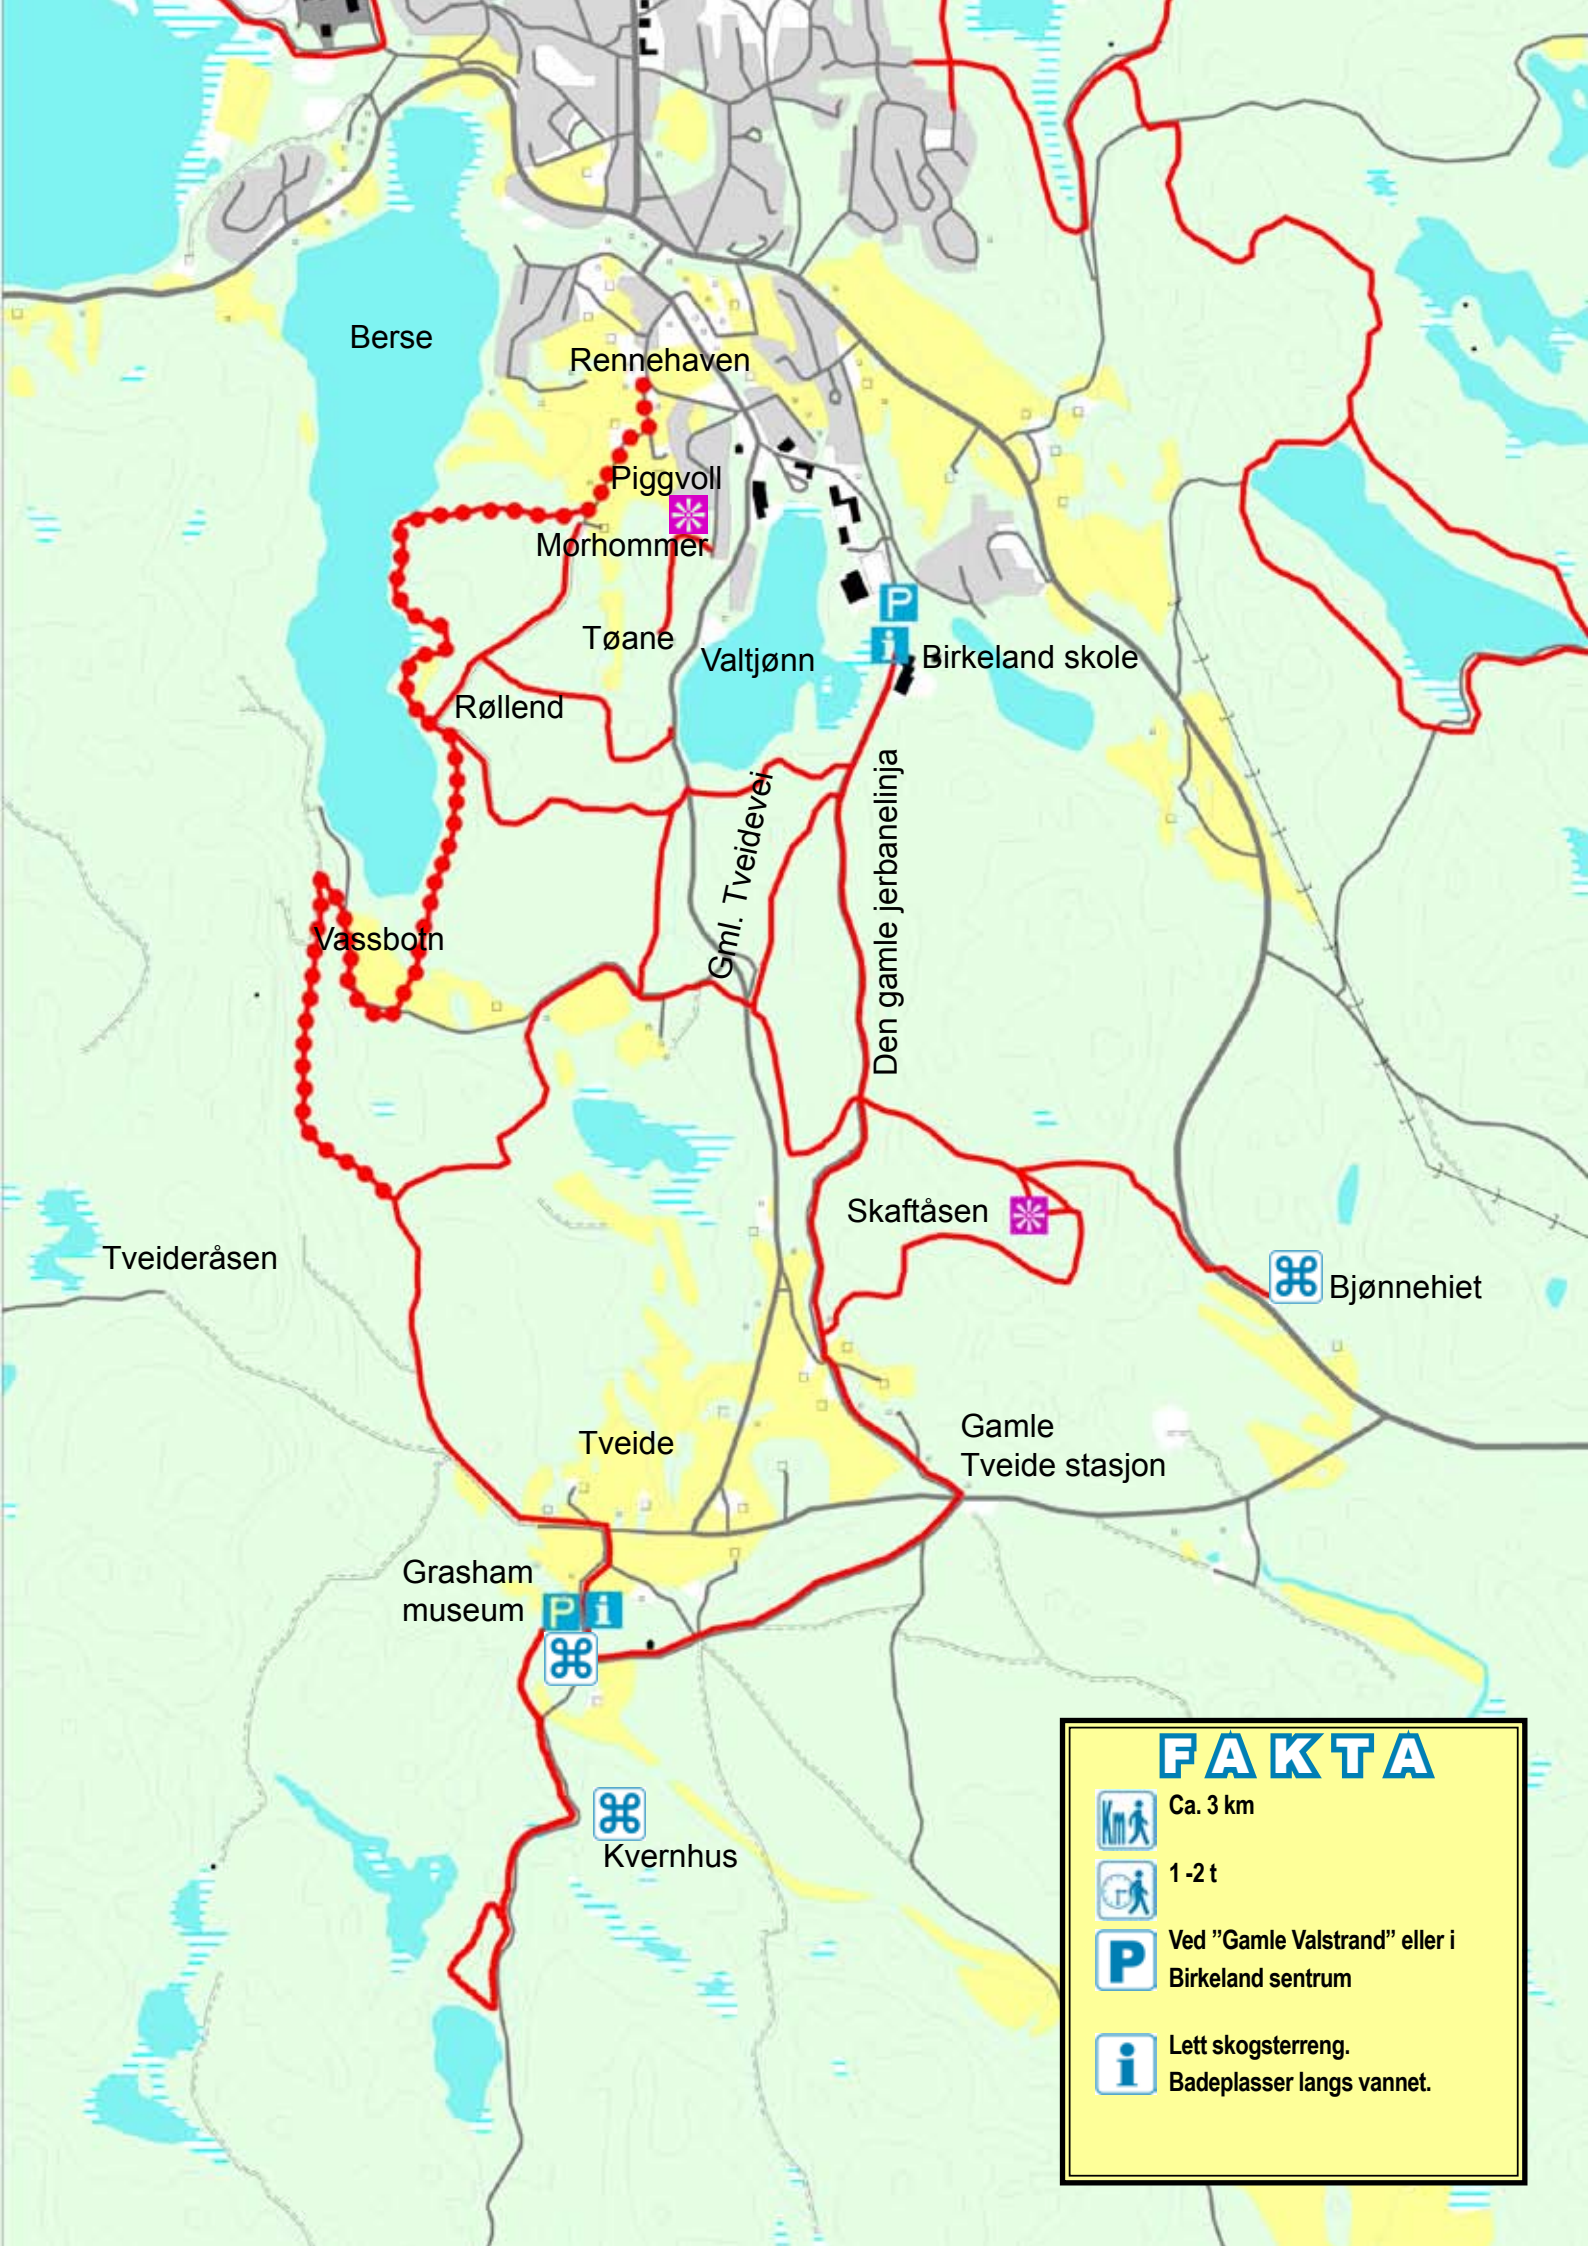 Berse
Rennehaven
Piggvoll
Morhommer
Tøane
Valtjønn
P
i
Birkeland skole
Røllend
Gml. Tveidevei
Den gamle jerbanelinja
Vassbotn
Skaftåsen
Tveideråsen
Bjønnehiet
Tveide
Gamle
Tveide stasjon
Grasham
museum
P i
Kvernhus
FAKTA
Km
Ca. 3 km
1 -2 t
P
Ved ”Gamle Valstrand” eller i
Birkeland sentrum
i
Lett skogsterreng.
Badeplasser langs vannet.